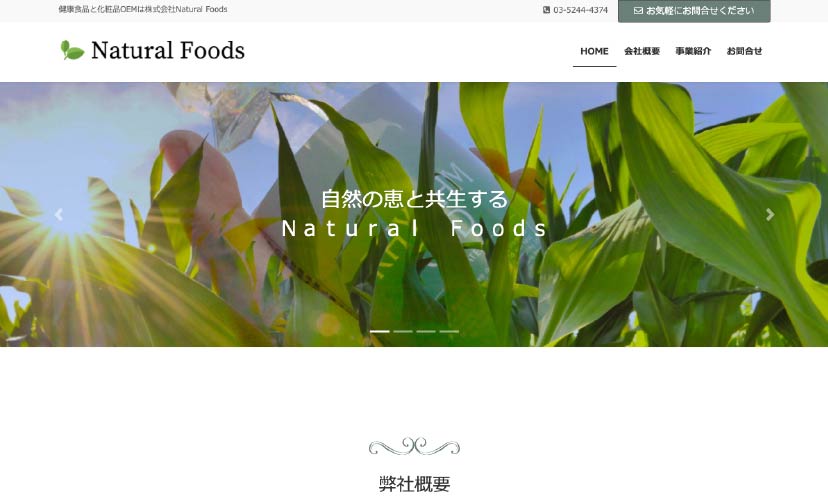 健康食品と化粧品OEMは株式会社Natural Foods
03-5244-4374
お気軽にお問合せください
Natural Foods
HOME 会社概要 事業紹介 お問合せ
自然の恵と共生する
Natural Foods
弊社概要